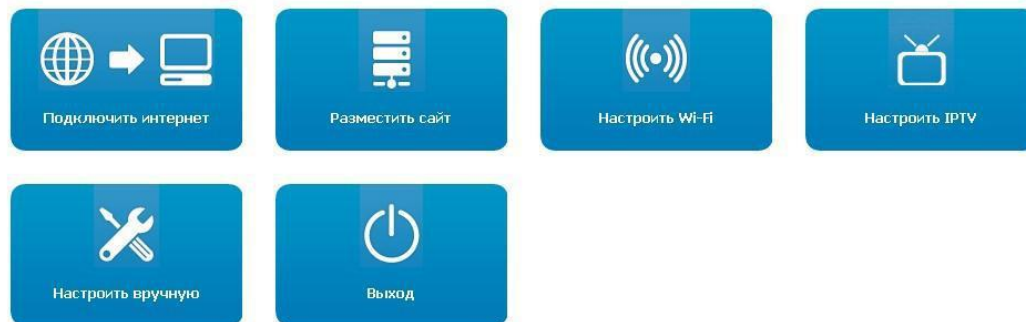 Подключить интернет
Разместить сайт
Настроить Wi-Fi
Настроить IPTV
Настроить вручную
Выход